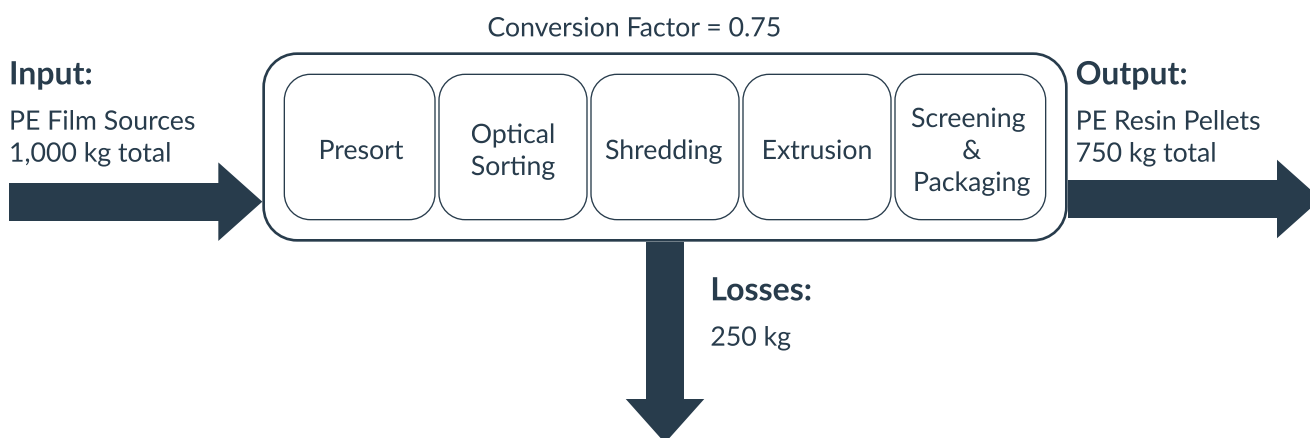 Conversion Factor = 0.75
Input:
PE Film Sources
1,000 kg total
Presort
Optical
Sorting
Shredding
Extrusion
Screening
&
Packaging
Output:
PE Resin Pellets
750 kg total
Losses:
250 kg